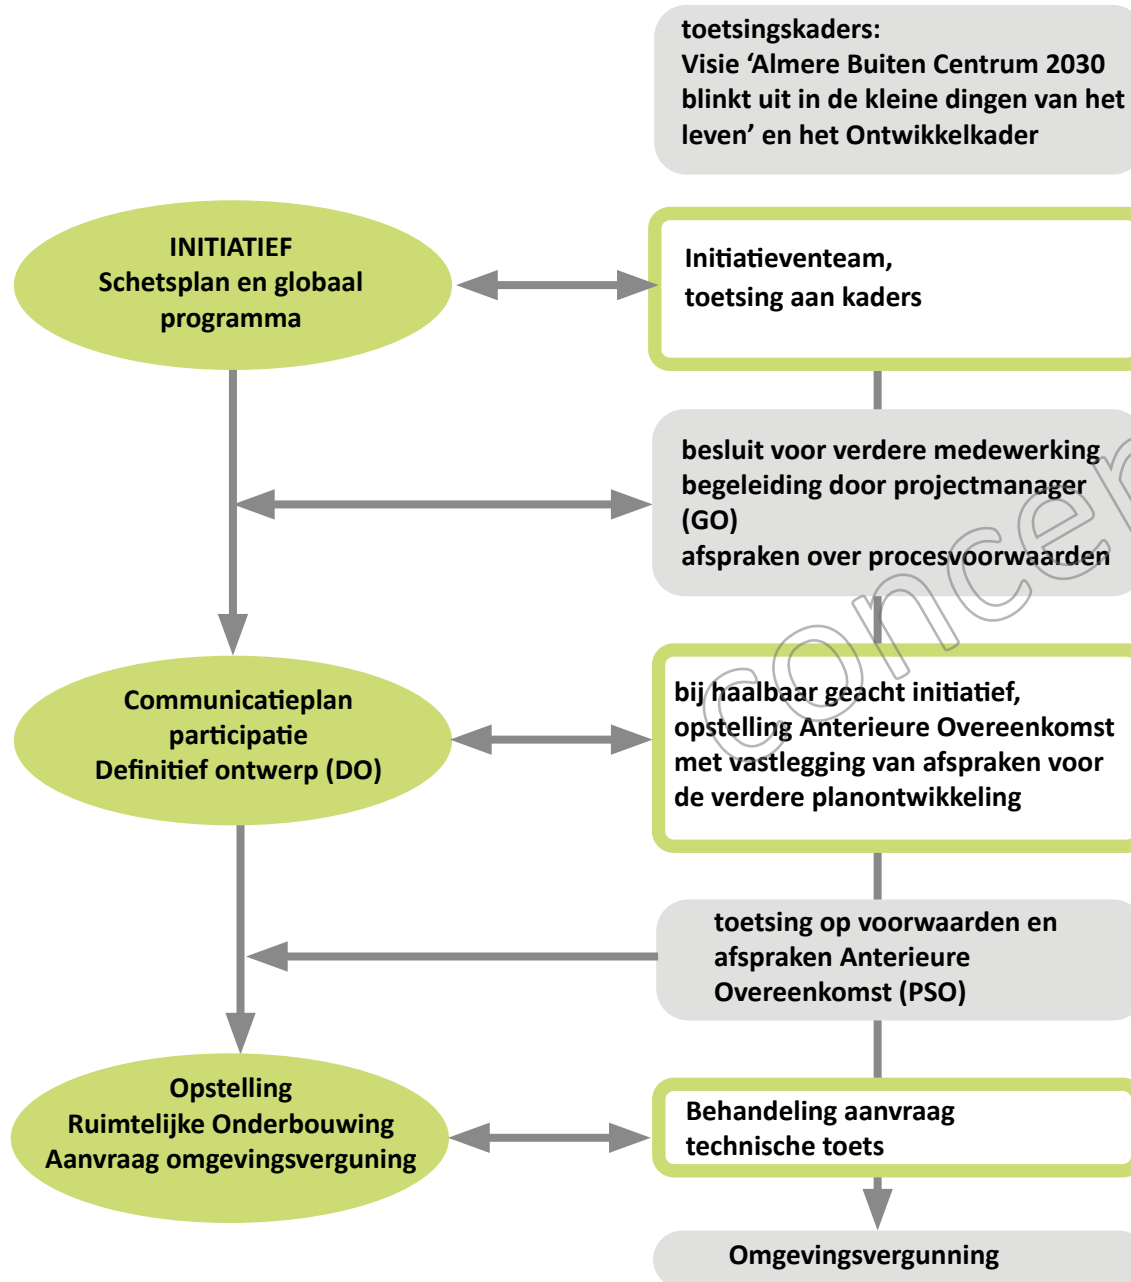 toetsingskaders:
Visie ‘Almere Buiten Centrum 2030
blinkt uit in de kleine dingen van het
leven’ en het Ontwikkelkader
INITIATIEF
Schetsplan en globaal
programma
Initiatieventeam,
toetsing aan kaders
besluit voor verdere medewerking
begeleiding door projectmanager
(GO)
afspraken over procesvoorwaarden
Communicatieplan
participatie
Definitief ontwerp (DO)
bij haalbaar geacht initiatief,
opstelling Anterieure Overeenkomst
met vastlegging van afspraken voor
de verdere planontwikkeling
toetsing op voorwaarden en
afspraken Anterieure
Overeenkomst (PSO)
Opstelling
Ruimtelijke Onderbouwing
Aanvraag omgevingsverguning
Behandeling aanvraag
technische toets
Omgevingsvergunning